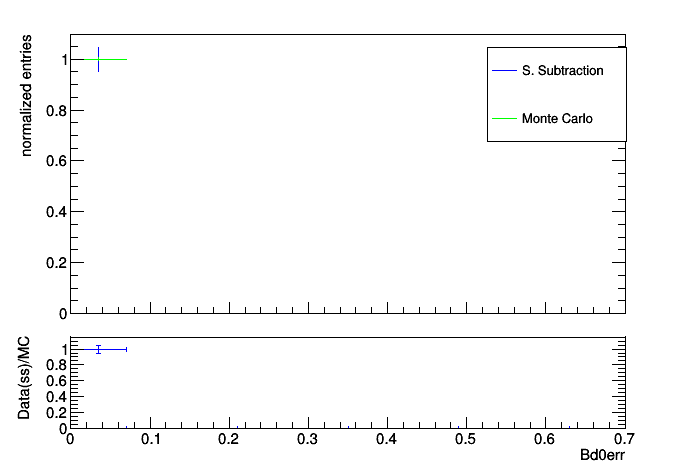 normalized entries
1
0.8
0.6
0.4
0.2
0
S. Subtraction
Monte Carlo
Data(ss)/MC
1
0.8
0.6
0.4
0.2
0
0 0.1 0.2 0.3 0.4 0.5 0.6 0.7
Bd0err